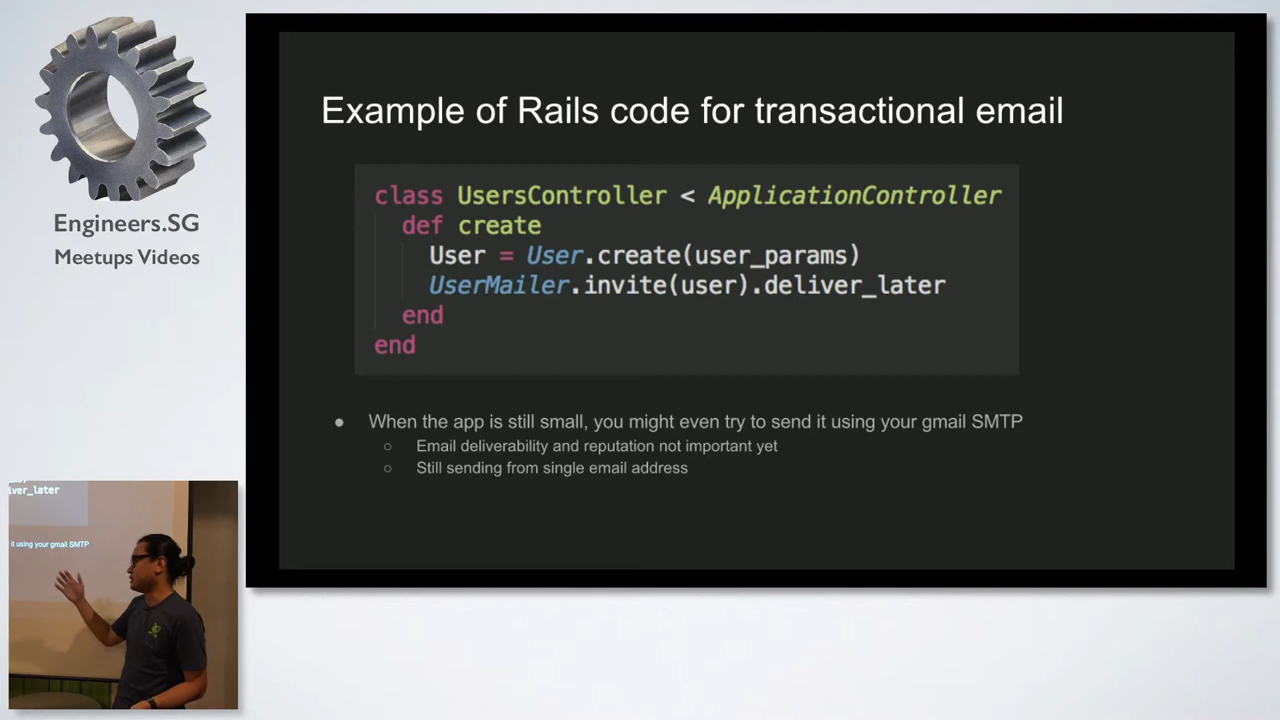 Engineers.SG
Meetups Videos
Example of Rails code for transactional email
class UsersController < ApplicationController
def create
User = User.create(user_params)
UserMailer.invite(user).deliver_later
end
end
● When the app is still small, you might even try to send it using your gmail SMTP
○ Email deliverability and reputation not important yet
○ Still sending from single email address
iver_later
it using your gmail SMTP